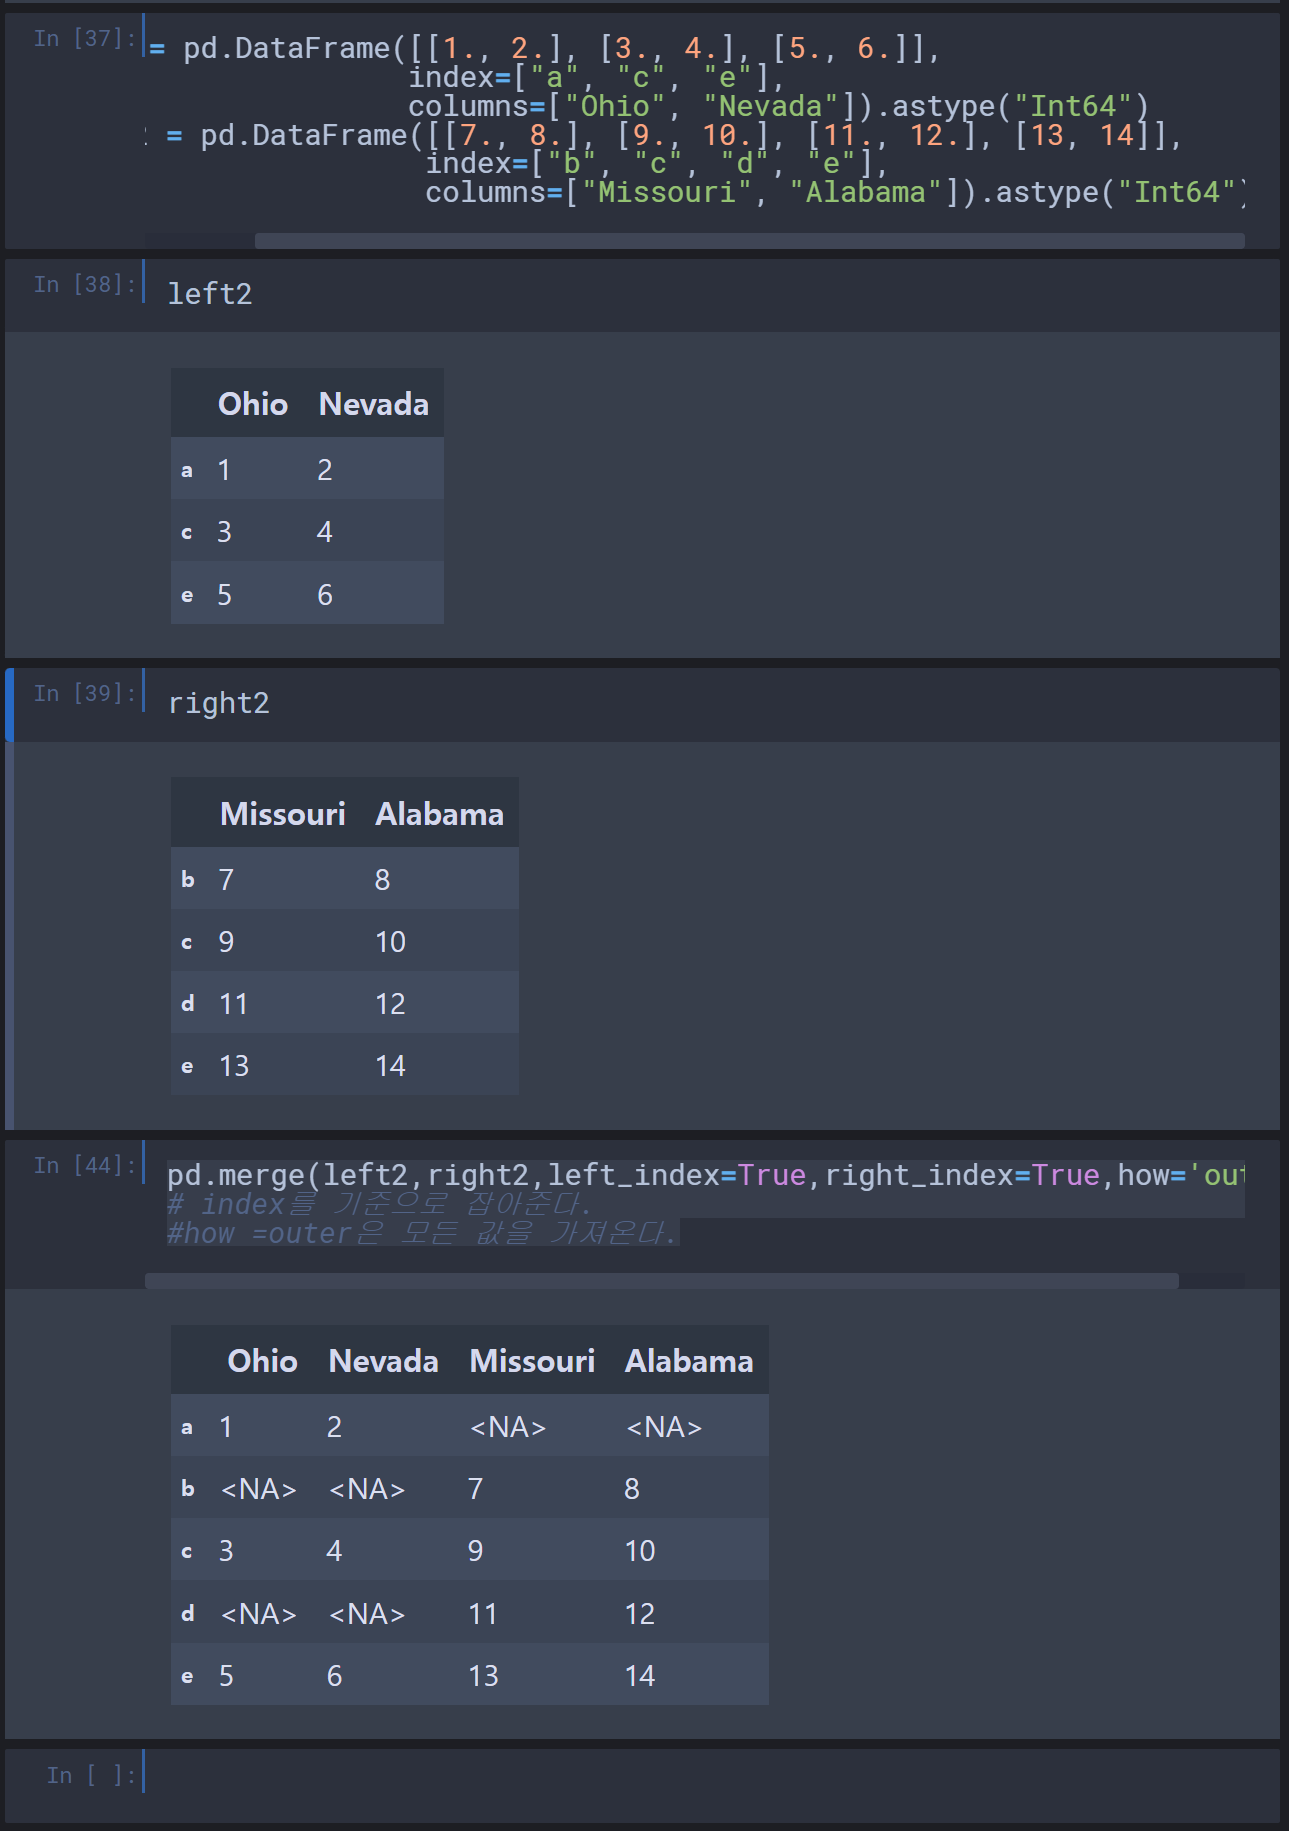 In [37]:
= pd.DataFrame([[1., 2.], [3., 4.], [5., 6.]],
index=["a", "c", "e"],
columns=["Ohio", "Nevada"]).astype("Int64")
= pd.DataFrame([[7., 8.], [9., 10.], [11., 12.], [13, 14]],
index=["b", "c", "d", "e"],
columns=["Missouri", "Alabama"]).astype("Int64")
In [38]:
left2
Ohio Nevada
a 1 2
c 3 4
e 5 6
In [39]:
right2
Missouri Alabama
b 7 8
c 9 10
d 11 12
e 13 14
In [44]:
pd.merge(left2,right2,left_index=True,right_index=True,how='out
# index를 기준으로 잡아준다.
#how =outer은 모든 값을 가져온다.
Ohio Nevada Missouri Alabama
a 1 2 <NA> <NA>
b <NA> <NA> 7 8
c 3 4 9 10
d <NA> <NA> 11 12
e 5 6 13 14
In [ ]: